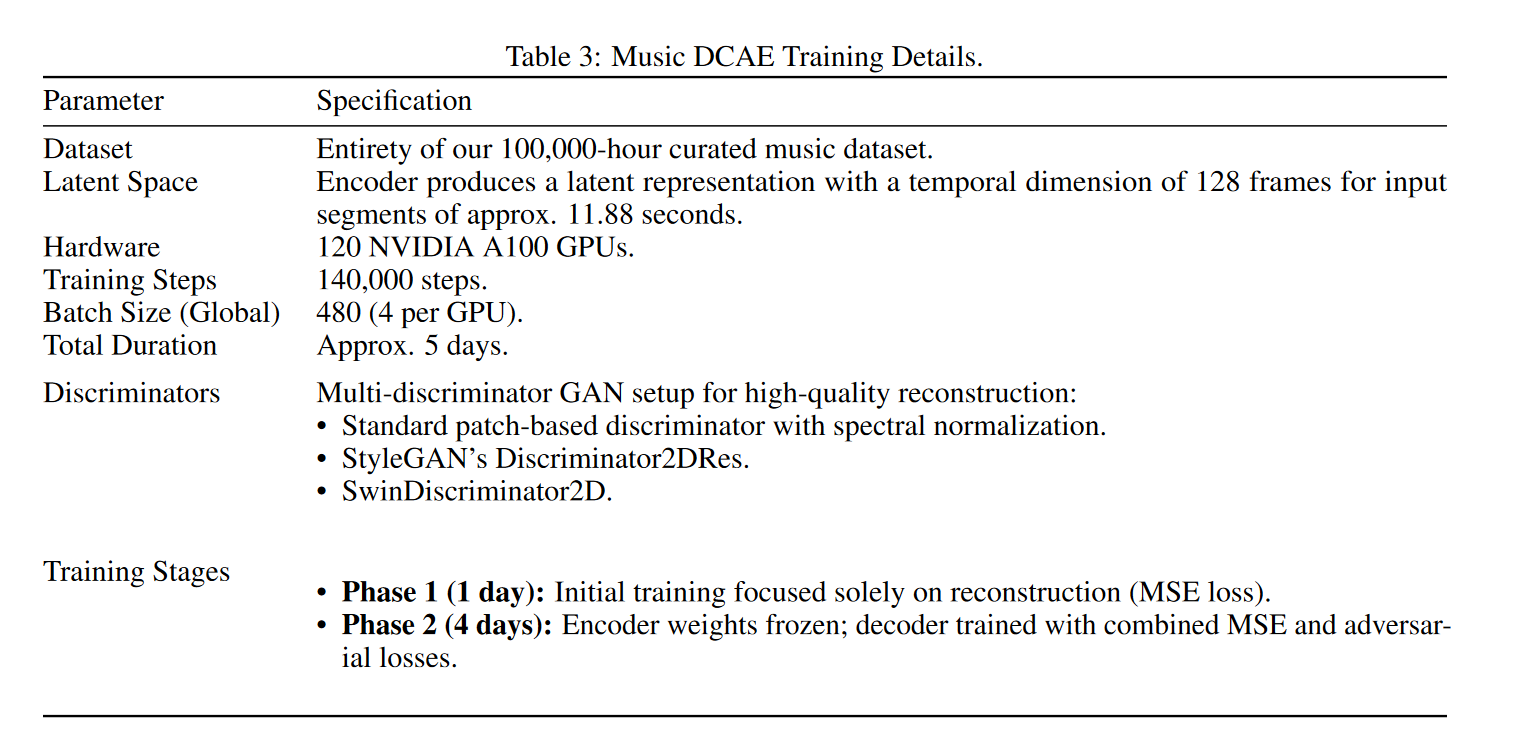 Table 3: Music DCAE Training Details.
Parameter Specification
Dataset Entirety of our 100,000-hour curated music dataset.
Latent Space Encoder produces a latent representation with a temporal dimension of 128 frames for input
segments of approx. 11.88 seconds.
Hardware 120 NVIDIA A100 GPUs.
Training Steps 140,000 steps.
Batch Size (Global) 480 (4 per GPU).
Total Duration Approx. 5 days.
Discriminators Multi-discriminator GAN setup for high-quality reconstruction:
• Standard patch-based discriminator with spectral normalization.
• StyleGAN's Discriminator2DRes.
• SwinDiscriminator2D.
Training Stages
• Phase 1 (1 day): Initial training focused solely on reconstruction (MSE loss).
• Phase 2 (4 days): Encoder weights frozen; decoder trained with combined MSE and adversar-
ial losses.